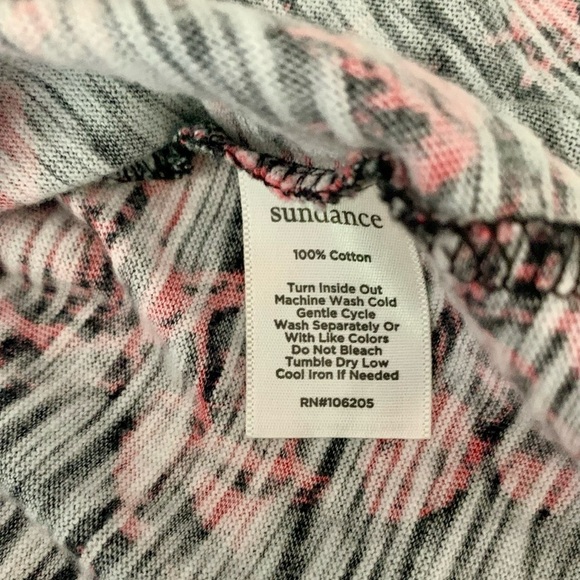 sundance
100% Cotton
Turn Inside Out
Machine Wash Cold
Gentle Cycle
Wash Separately Or
With Like Colors
Do Not Bleach
Tumble Dry Low
Cool Iron If Needed
RN#106205